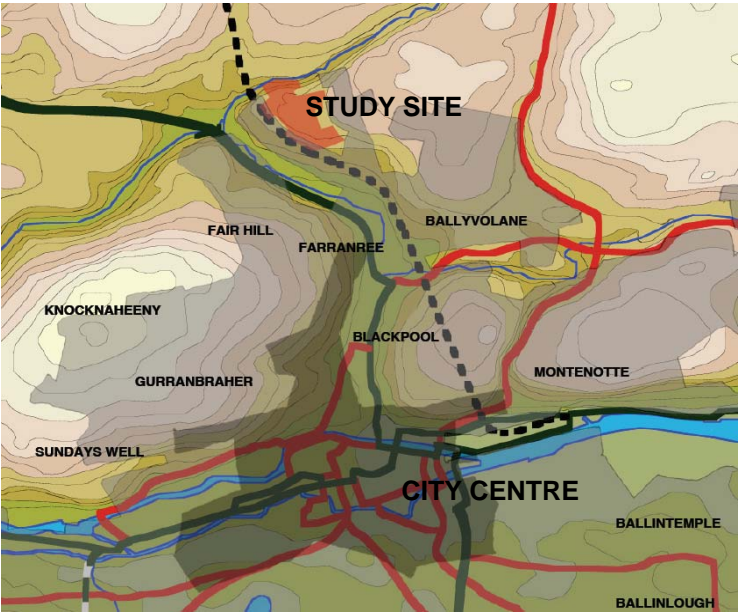 STUDY SITE
BALLYVOLANE
FAIR HILL
FARRANREE
KNOCKNAHEENY
BLACKPOOL
MONTENOTTE
GURRANBRAHER
SUNDAYS WELL
CITY CENTRE
BALLINTEMPLE
BALLINLOUGH